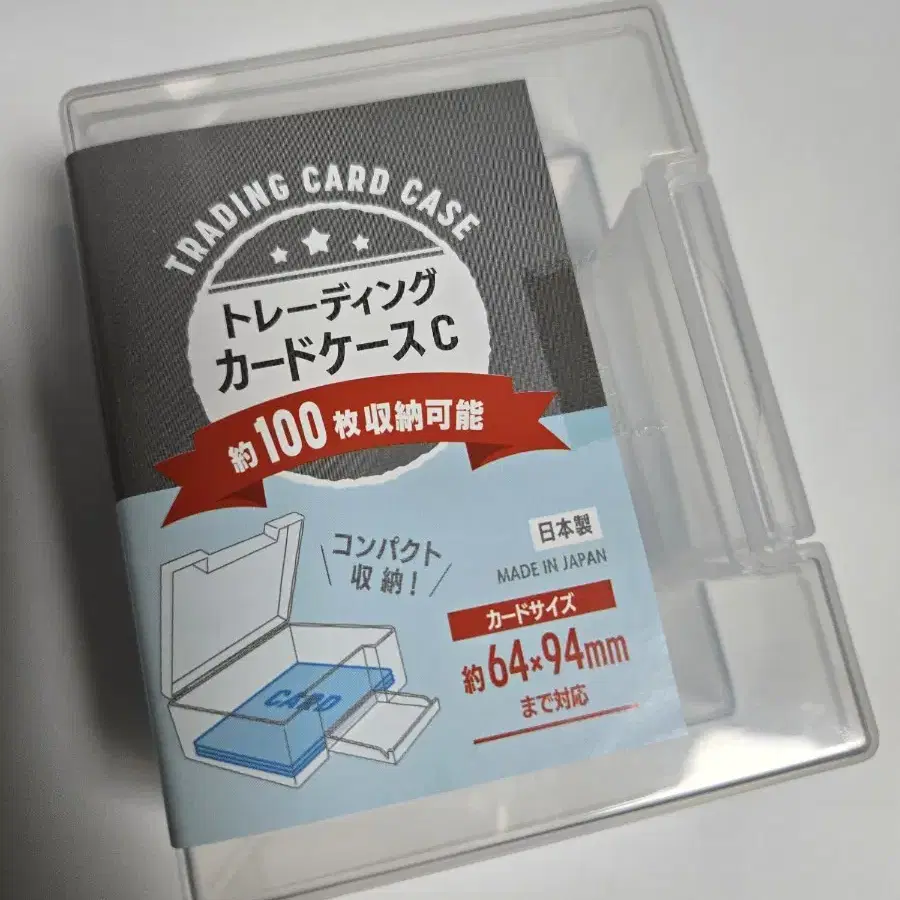 TRADING CARD CASE
トレーディング
カードケースC
約100枚収納可能
コンパクト
収納!
日本製
MADE IN JAPAN
カードサイズ
約64×94mm
まで対応
CARD